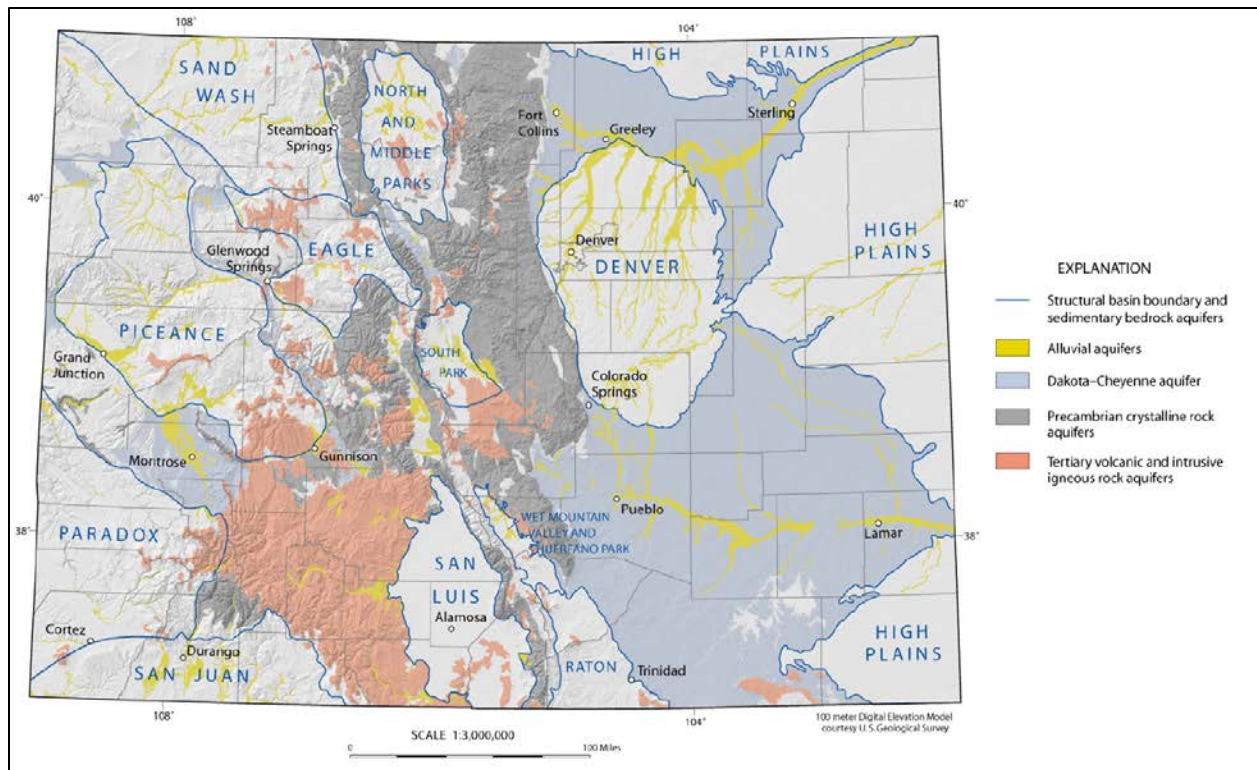 108°
104°
HIGH PLAINS
SAND
WASH
NORTH
AND
MIDDLE
PARKS
Steamboat
Springs
Fort
Collins
Greeley
Sterling
40°
40°
Glenwood
Springs
EAGLE
Denver
DENVER
HIGH
PLAINS
PICEANCE
Grand
Junction
SOUTH
PARK
Colorado
Springs
Montrose
Gunnison
Pueblo
Lamar
38°
38°
PARADOX
WET MOUNTAIN
VALLEY AND
HUERFANO PARK
SAN
LUIS
Alamosa
Cortez
Durango
SAN JUAN
RATON
Trinidad
HIGH
PLAINS
108°
104°
EXPLANATION
Structural basin boundary and
sedimentary bedrock aquifers
Alluvial aquifers
Dakota–Cheyenne aquifer
Precambrian crystalline rock
aquifers
Tertiary volcanic and intrusive
igneous rock aquifers
SCALE 1:3,000,000
0 100 Miles
100 meter Digital Elevation Model
courtesy U.S.Geological Survey